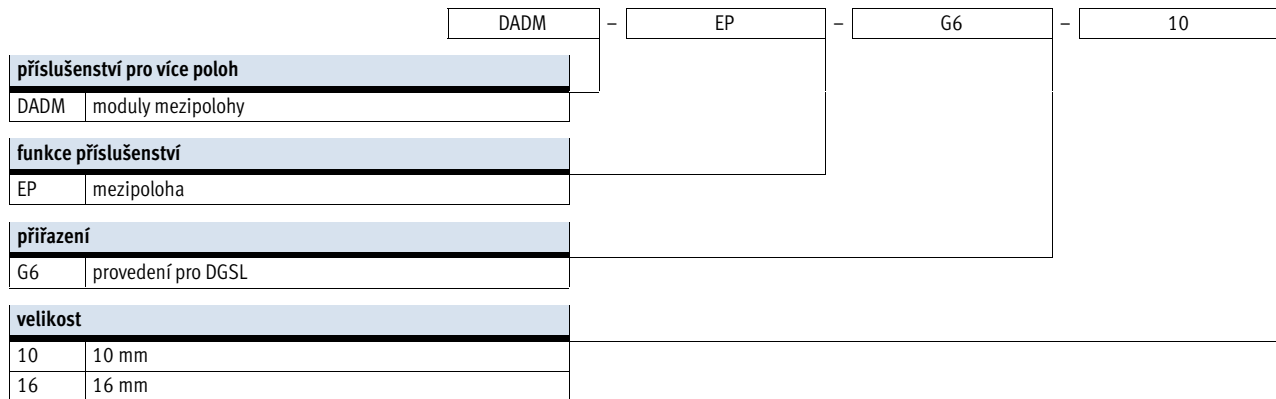 DADM – EP – G6 – 10
příslušenství pro více poloh
DADM moduly mezipolohy
funkce příslušenství
EP mezipoloha
přiřazení
G6 provedení pro DGSL
velikost
10 10 mm
16 16 mm